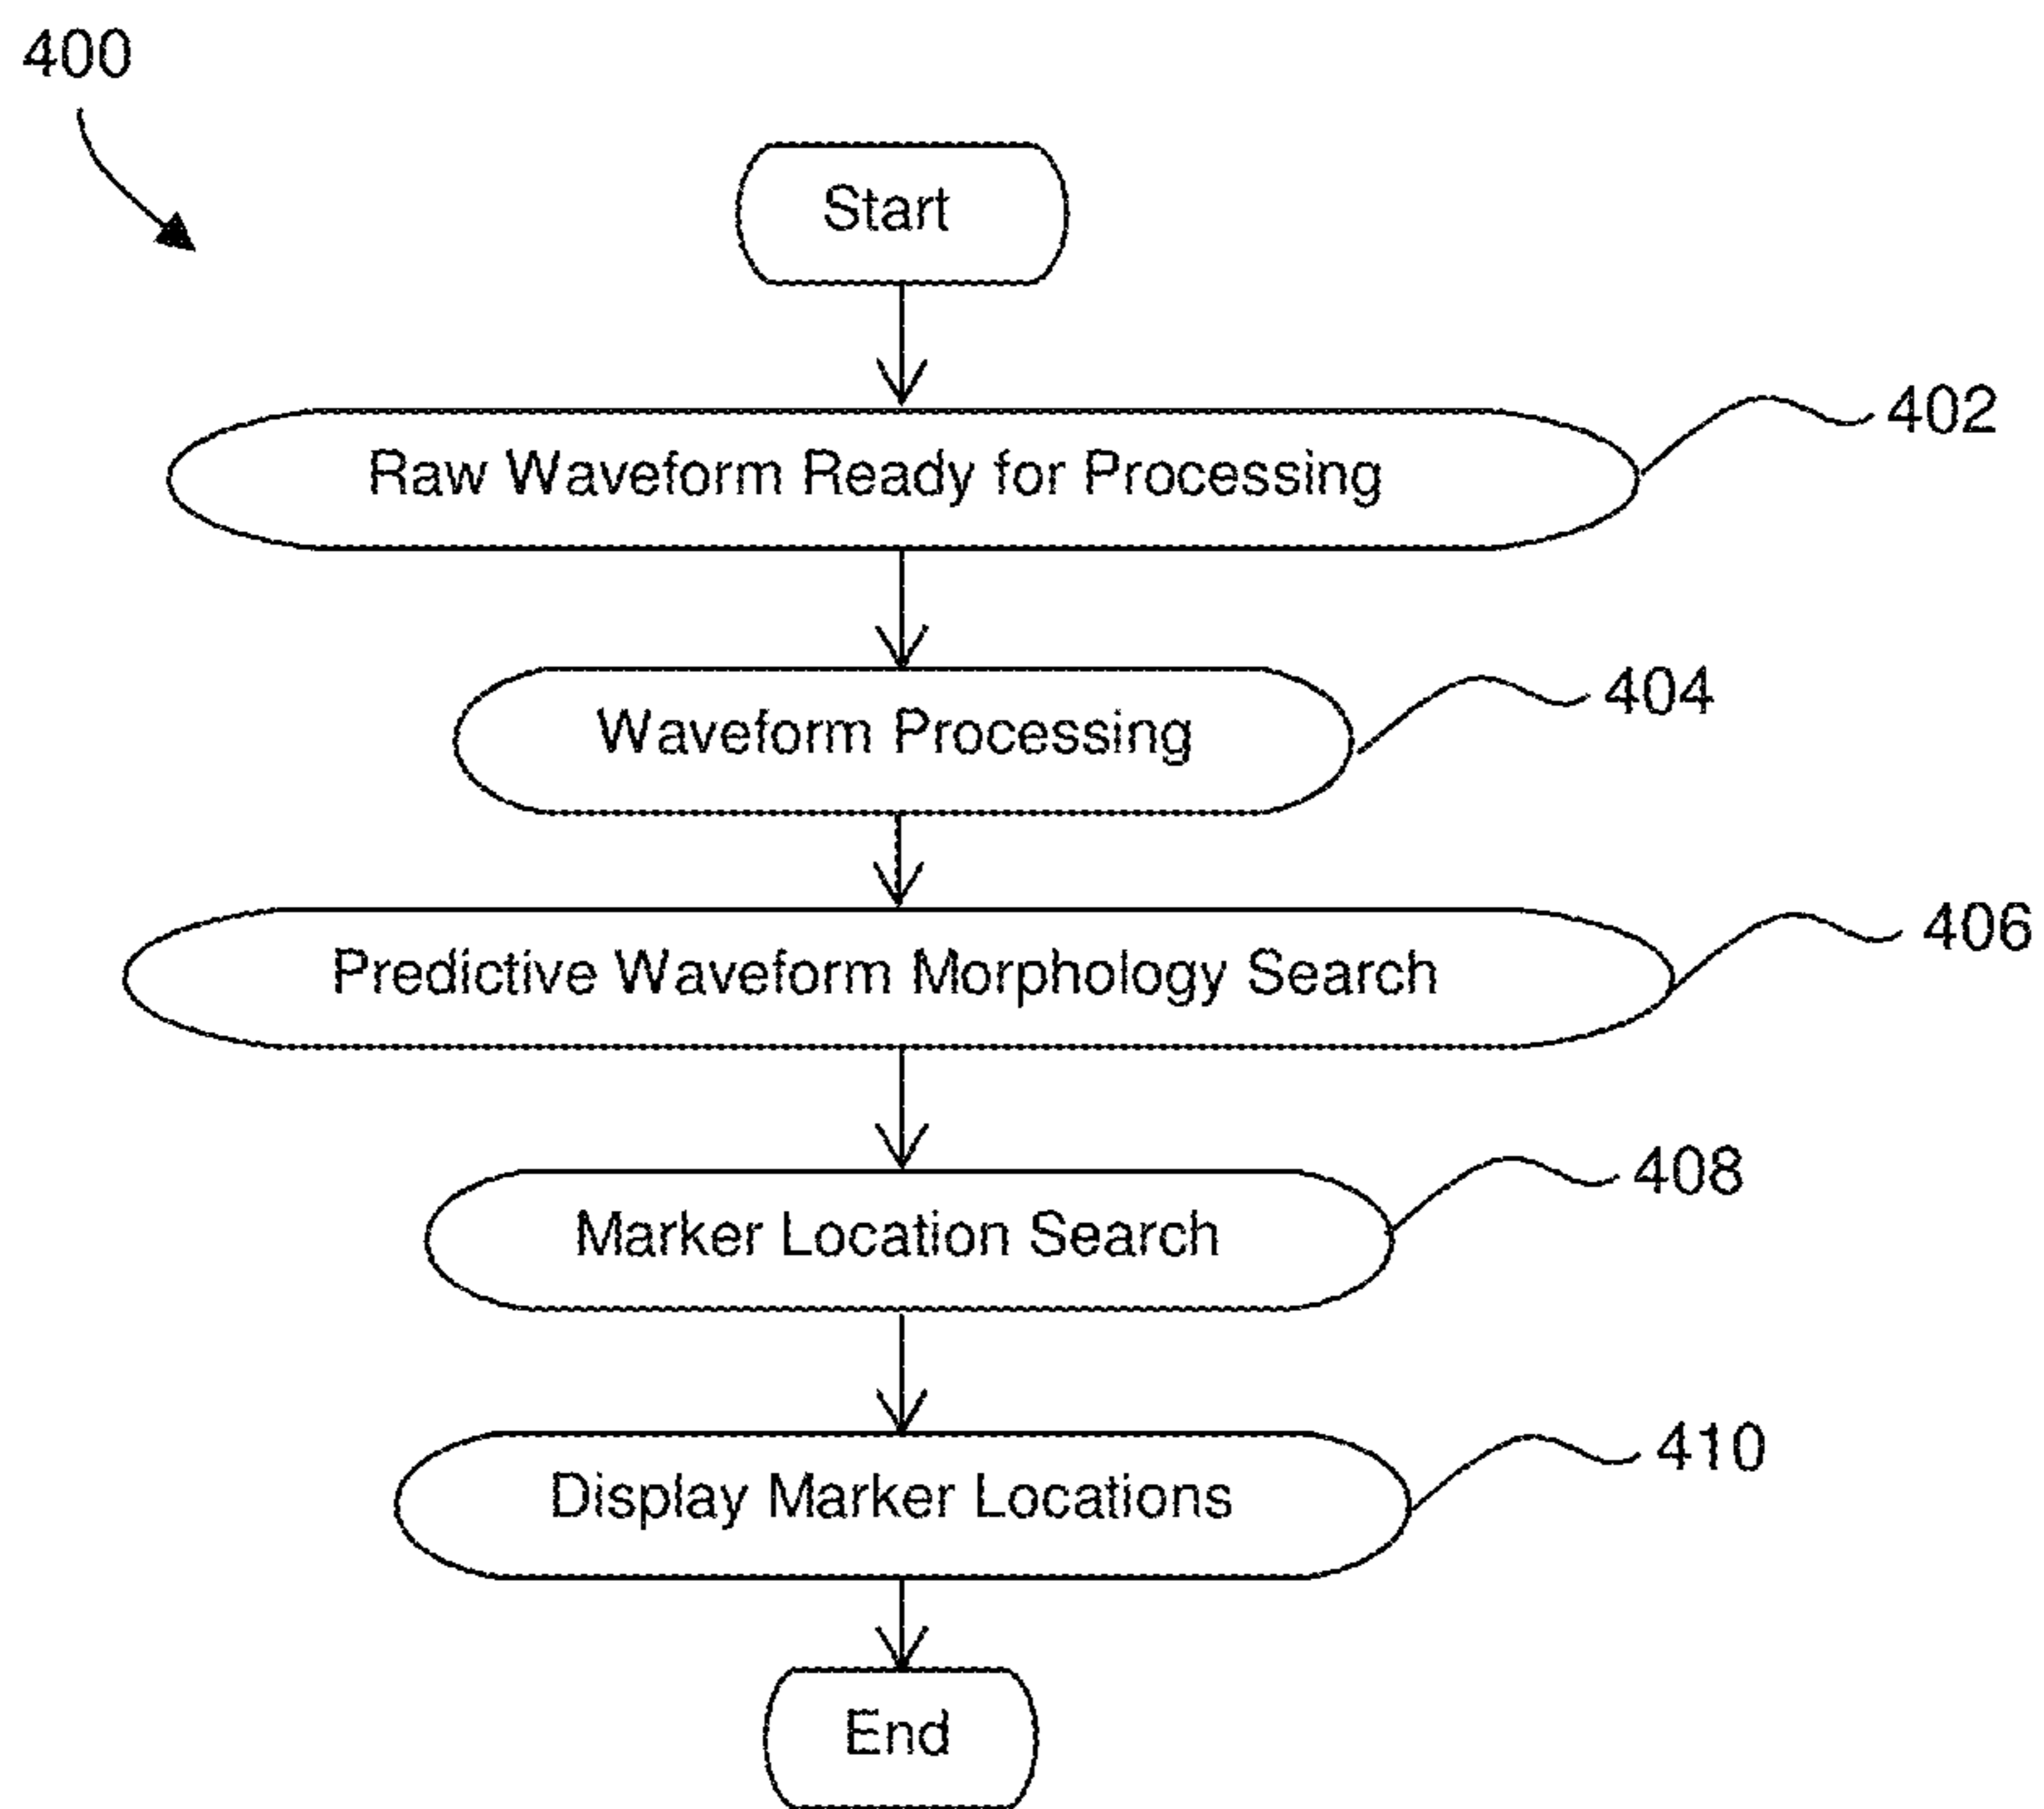 400
Start
Raw Waveform Ready for Processing
402
Waveform Processing
404
Predictive Waveform Morphology Search
406
Marker Location Search
408
Display Marker Locations
410
End